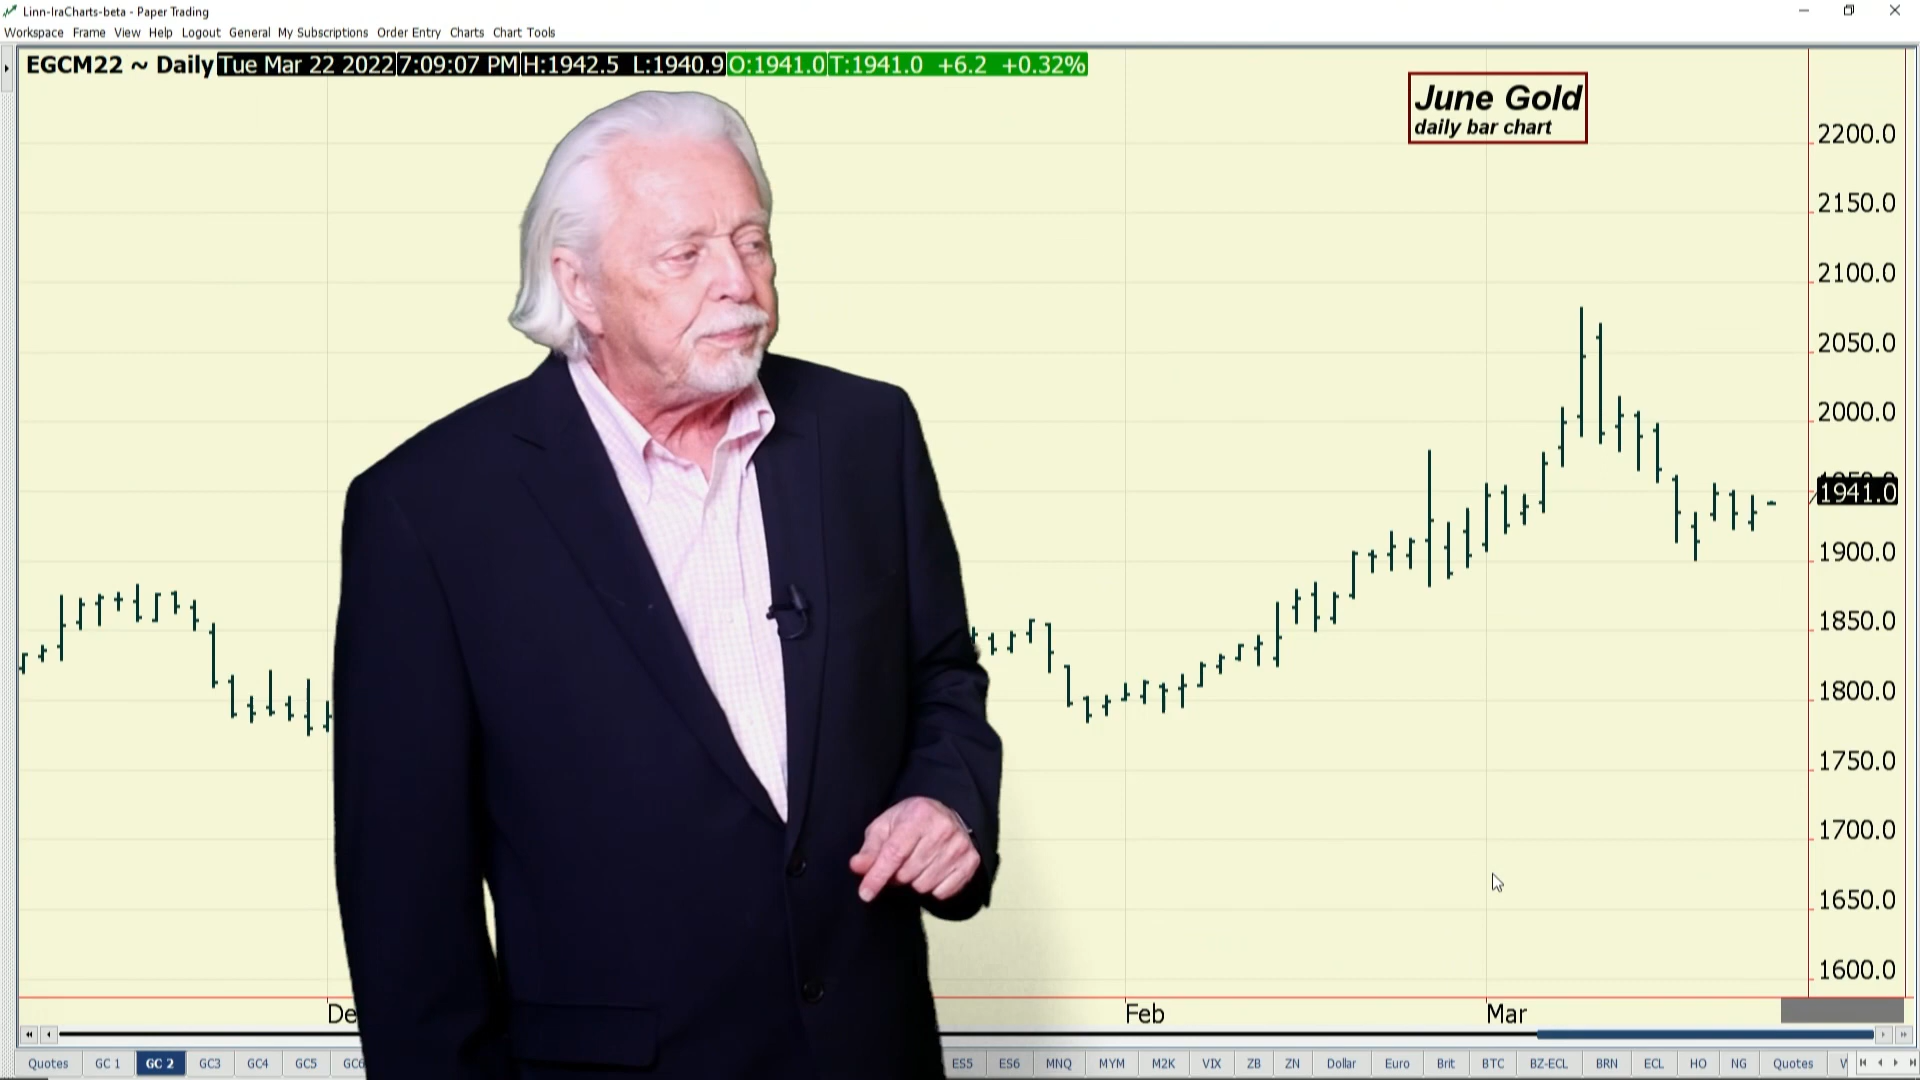 Linn-IraCharts-beta - Paper Trading
Workspace Frame View Help Logout General My Subscriptions Order Entry Charts Chart Tools
EGCM22 ~ Daily Tue Mar 22 2022 7:09:07 PM H:1942.5 L:1940.9 O:1941.0 T:1941.0 +6.2 +0.32%
June Gold
daily bar chart
2200.0
2150.0
2100.0
2050.0
2000.0
1941.0
1900.0
1850.0
1800.0
1750.0
1700.0
1650.0
1600.0
De Feb Mar
Quotes GC 1 GC 2 GC3 GC4 GC5 GC6 ES5 ES6 MNQ MYM M2K VIX ZB ZN Dollar Euro Brit BTC BZ-ECL BRN ECL HO NG Quotes